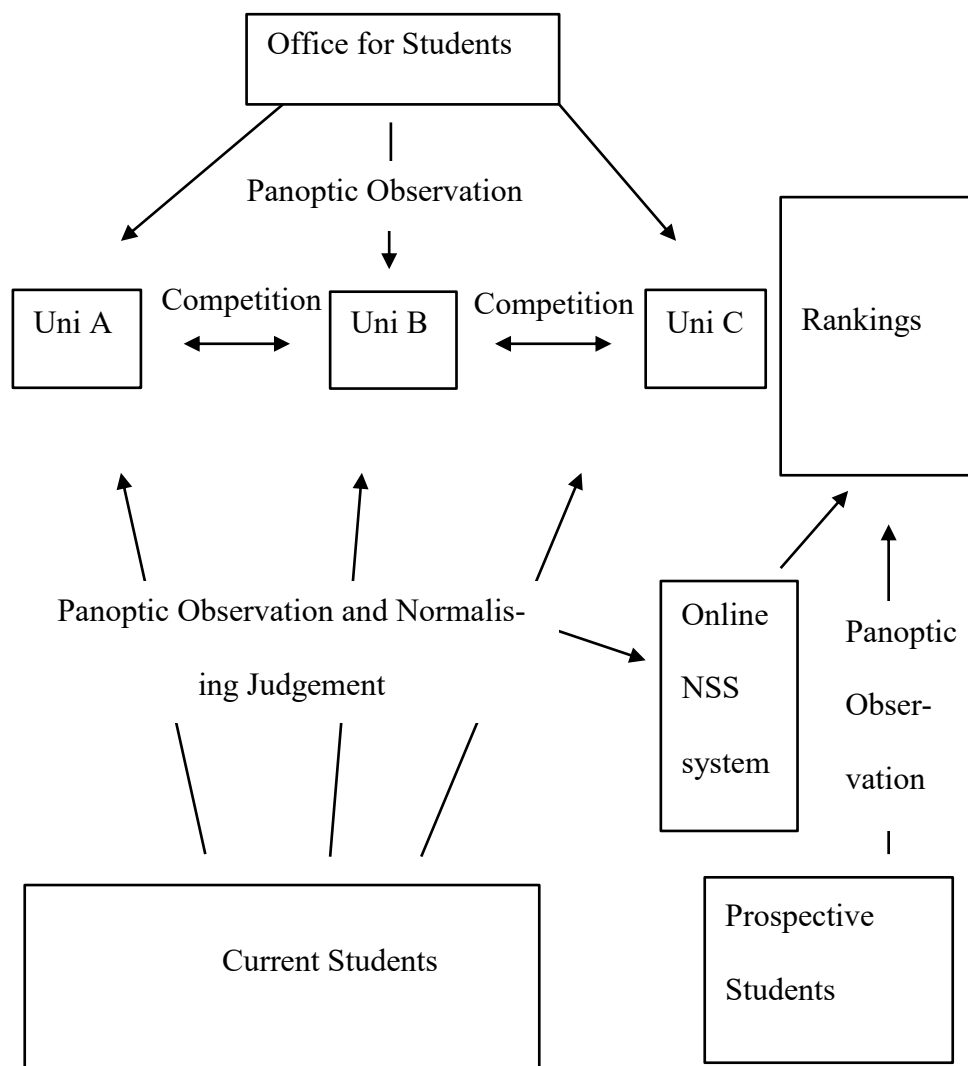 Office for Students
Panoptic Observation
Competition
Competition
Uni A
Uni B
Uni C
Rankings
Panoptic Observation and Normalis-
ing Judgement
Online
NSS
system
Panoptic
Obser-
vation
Current Students
Prospective
Students